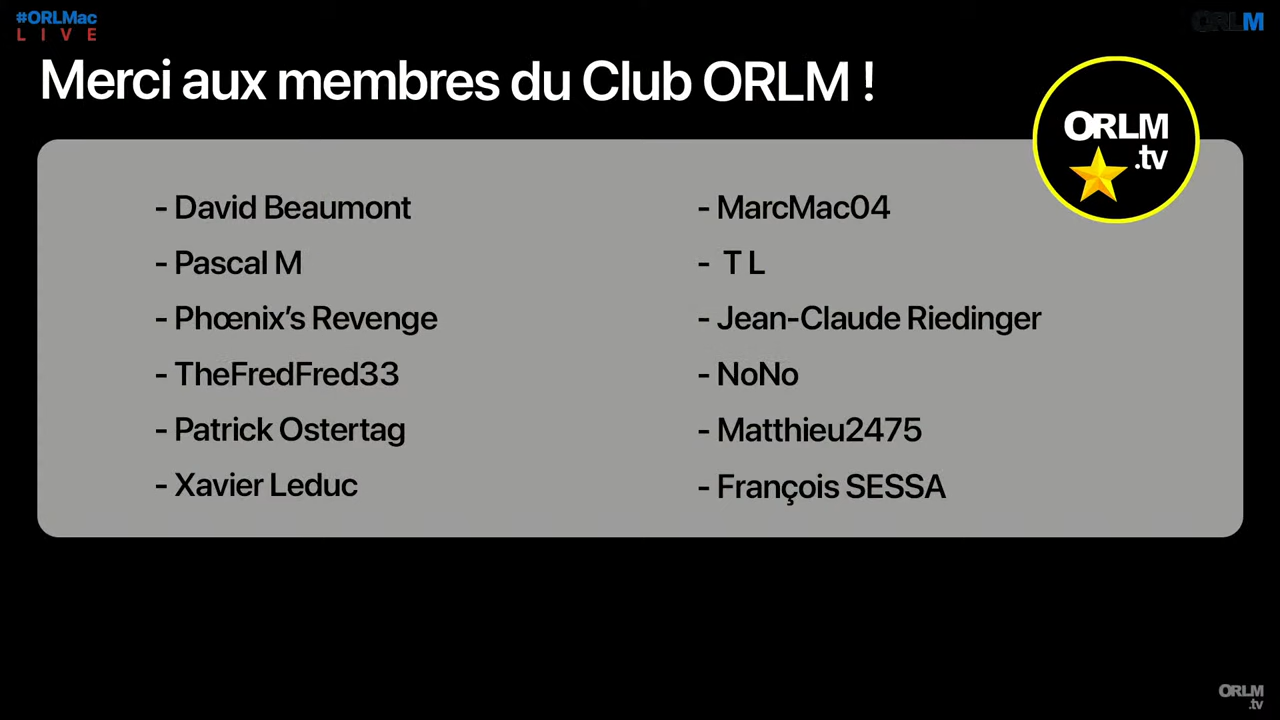 #ORLMac
LIVE
ORLM
Merci aux membres du Club ORLM !
ORLM
.tv
- David Beaumont
- Pascal M
- Phœnix’s Revenge
- TheFredFred33
- Patrick Ostertag
- Xavier Leduc
- MarcMac04
- T L
- Jean-Claude Riedinger
- NoNo
- Matthieu2475
- François SESSA
ORLM
.tv